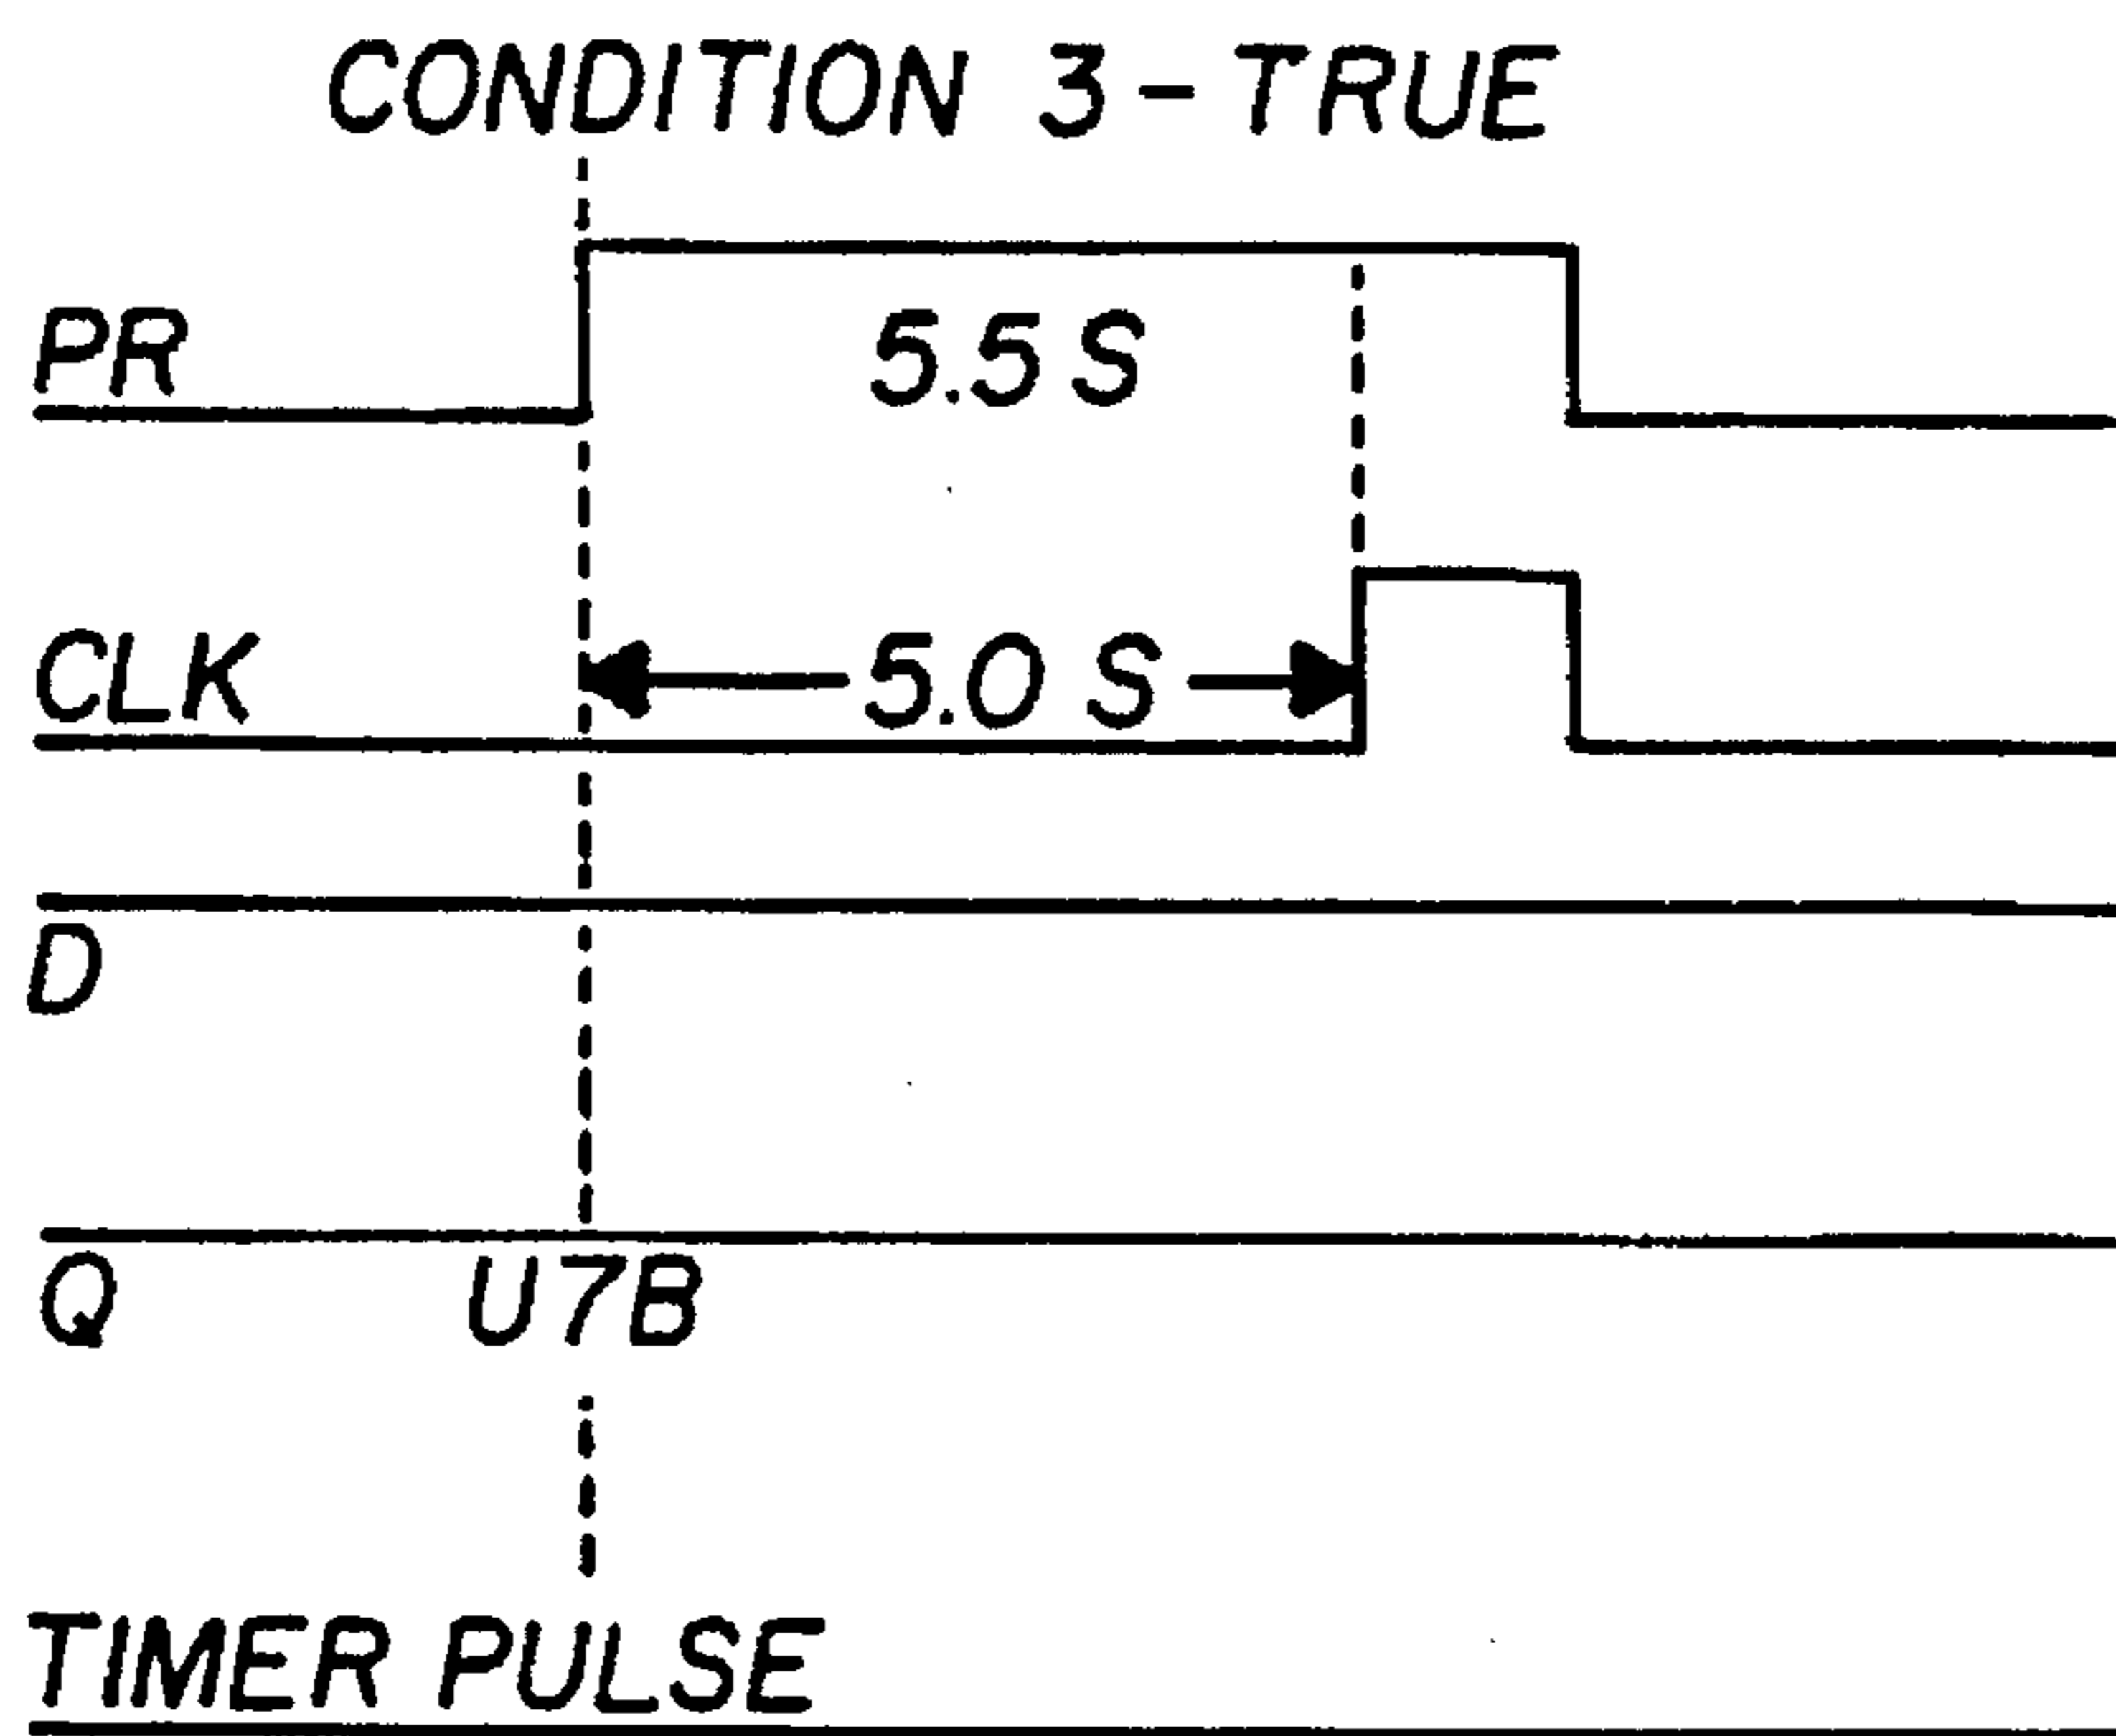 CONDITION 3 - TRUE
PR
5.5 S
CLK
5.0 S
D
Q U7B
TIMER PULSE